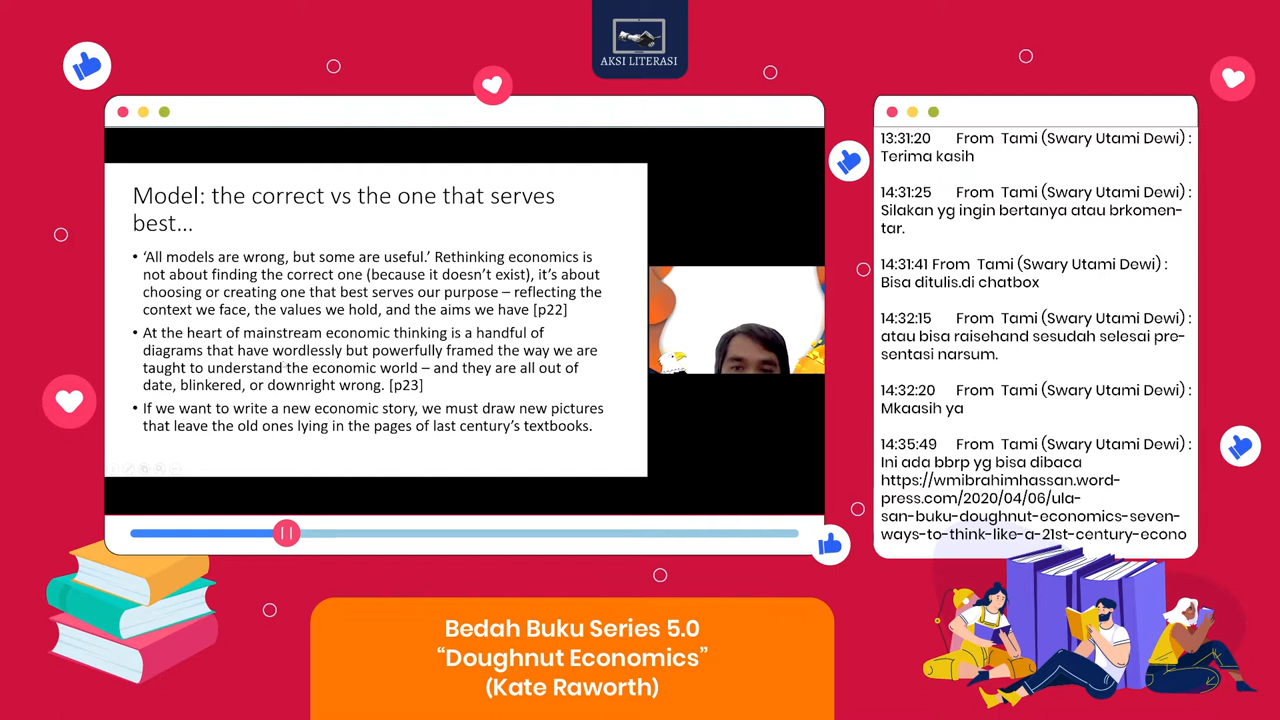 AKSI LITERASI
Model: the correct vs the one that serves
best...
• ‘All models are wrong, but some are useful.’ Rethinking economics is
not about finding the correct one (because it doesn’t exist), it’s about
choosing or creating one that best serves our purpose – reflecting the
context we face, the values we hold, and the aims we have [p22]
• At the heart of mainstream economic thinking is a handful of
diagrams that have wordlessly but powerfully framed the way we are
taught to understand the economic world – and they are all out of
date, blinkered, or downright wrong. [p23]
• If we want to write a new economic story, we must draw new pictures
that leave the old ones lying in the pages of last century’s textbooks.
13:31:20 From Tami (Swary Utami Dewi) :
Terima kasih
14:31:25 From Tami (Swary Utami Dewi) :
Silakan yg ingin bertanya atau brkomen-
tar.
14:31:41 From Tami (Swary Utami Dewi) :
Bisa ditulis.di chatbox
14:32:15 From Tami (Swary Utami Dewi) :
atau bisa raisehand sesudah selesai pre-
sentasi narsum.
14:32:20 From Tami (Swary Utami Dewi) :
Mkaasih ya
14:35:49 From Tami (Swary Utami Dewi) :
Ini ada bbrp yg bisa dibaca
https://wmibrahimhassan.word-
press.com/2020/04/06/ula-
san-buku-doughnut-economics-seven-
ways-to-think-like-a-21st-century-econo
Bedah Buku Series 5.0
“Doughnut Economics”
(Kate Raworth)